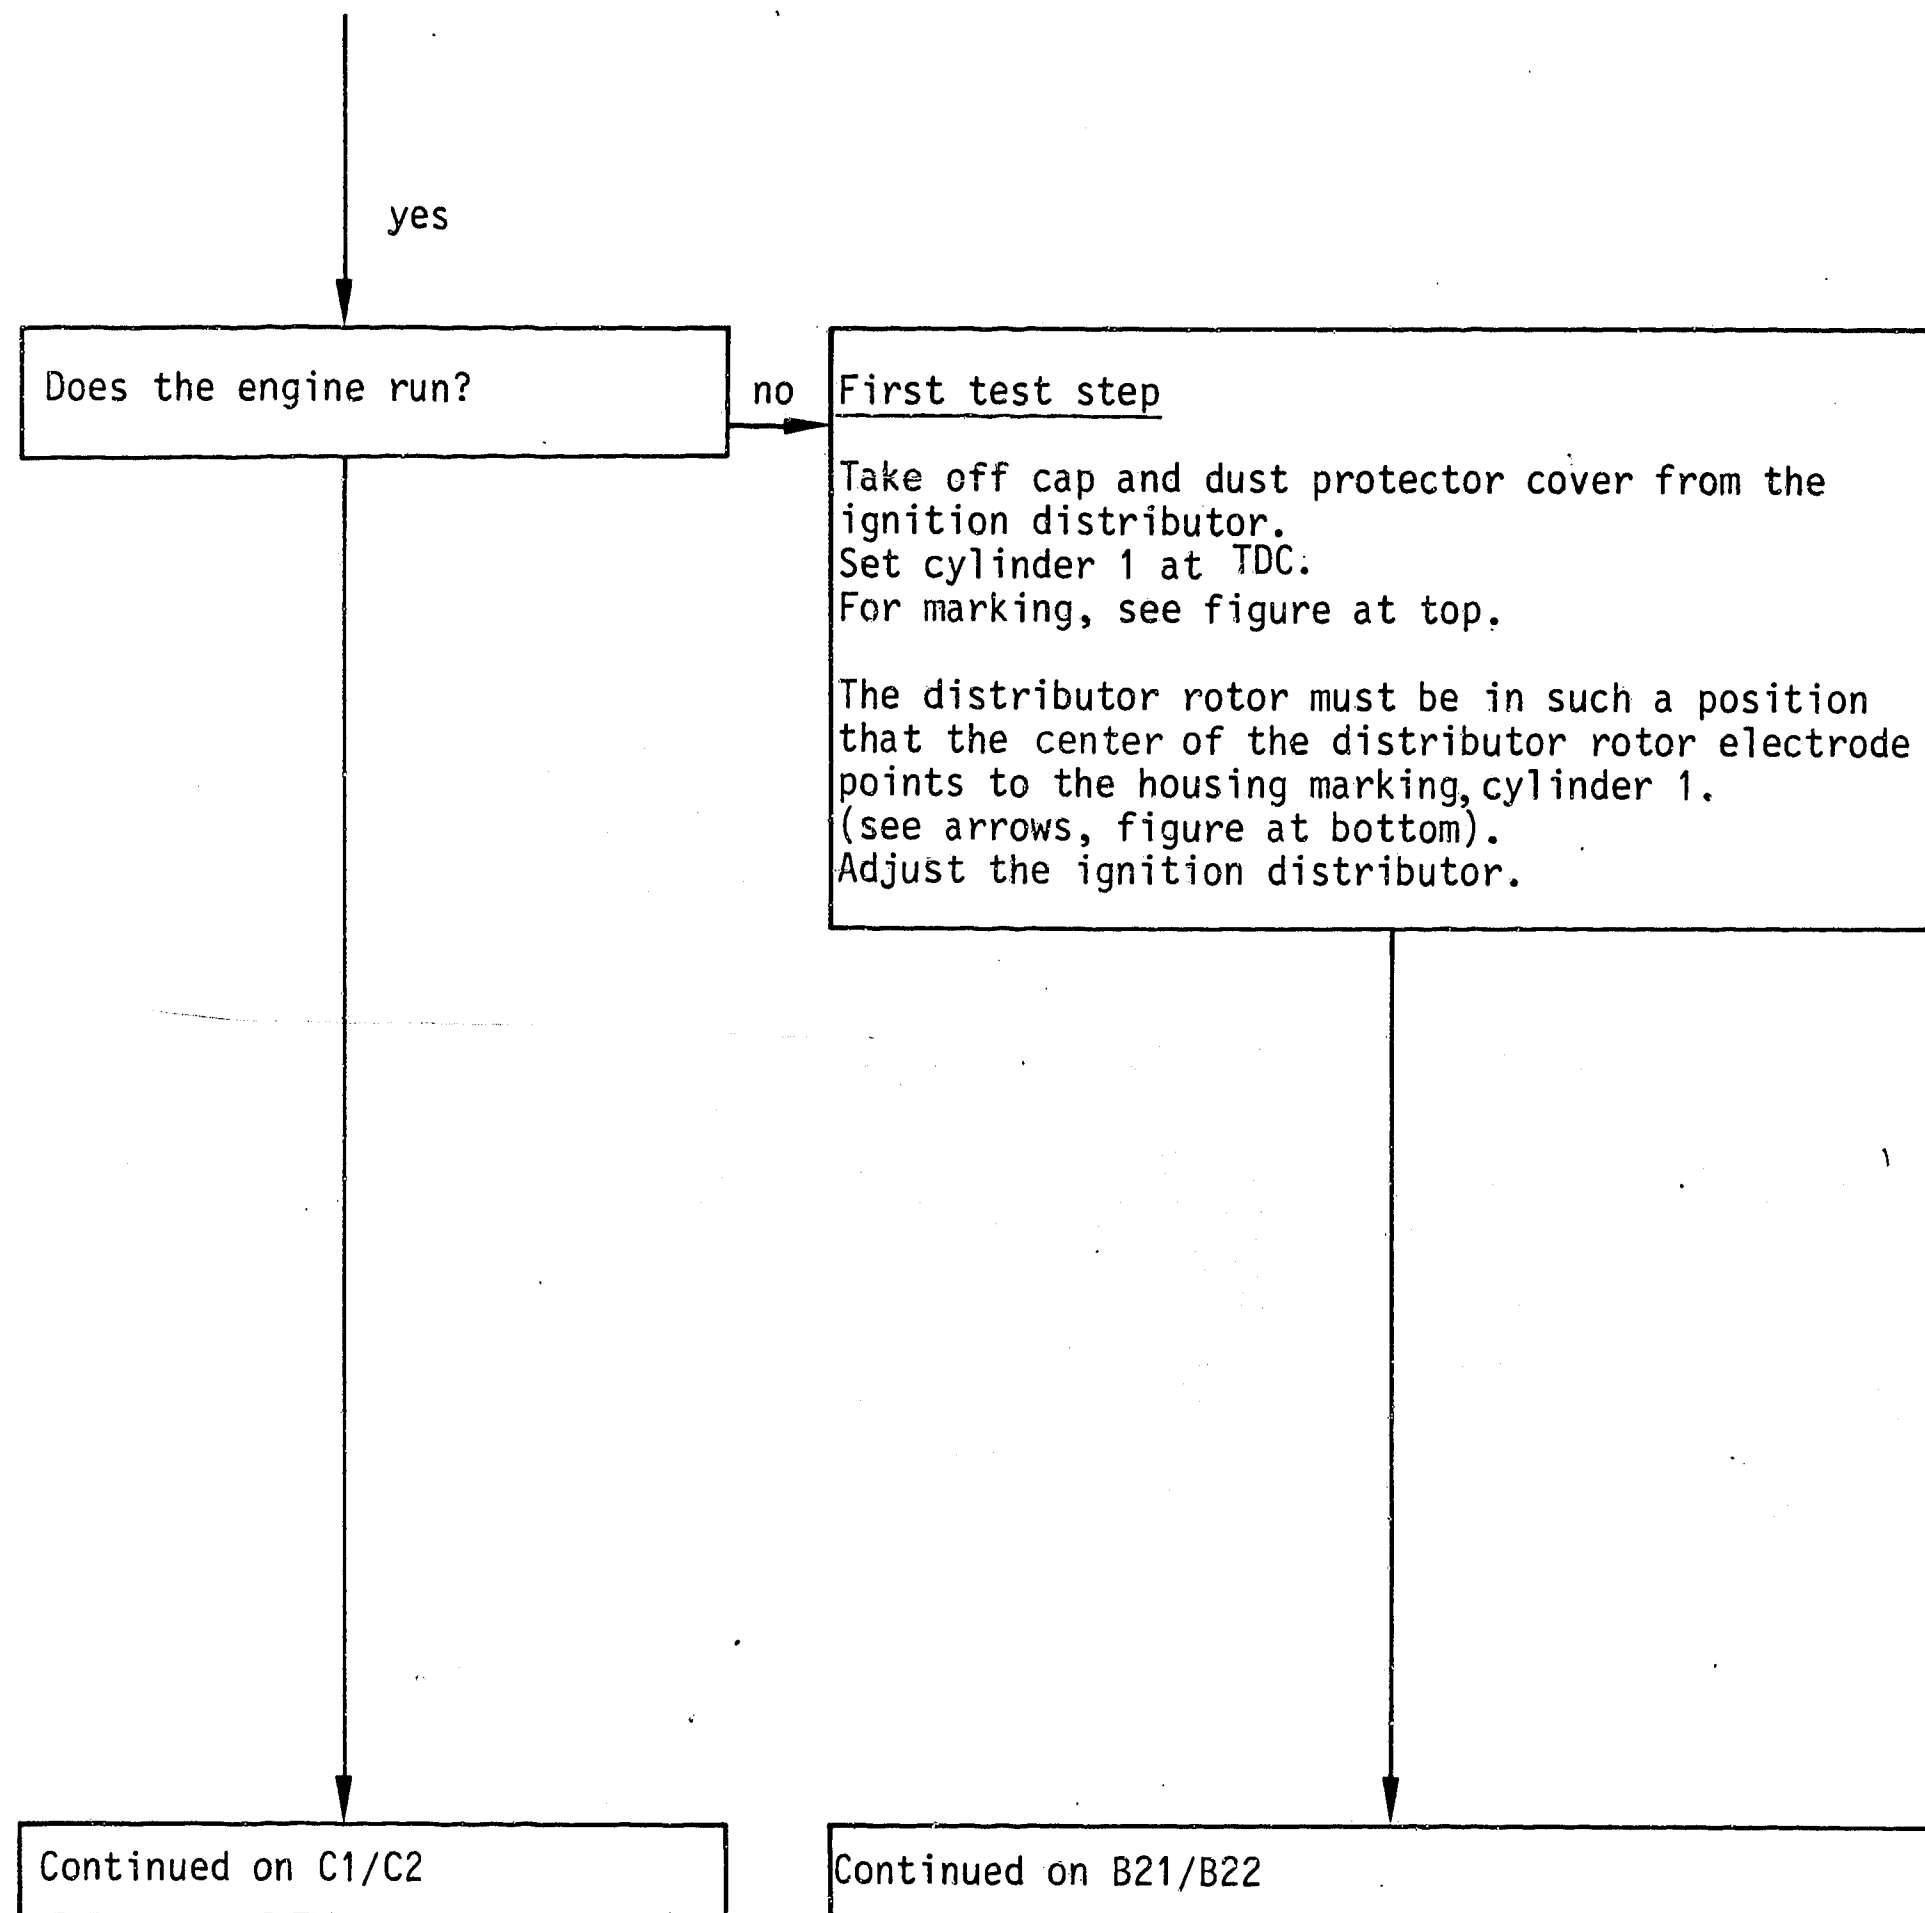 yes
Does the engine run?
no
First test step
Take off cap and dust protector cover from the
ignition distributor.
Set cylinder 1 at TDC.
For marking, see figure at top.
The distributor rotor must be in such a position
that the center of the distributor rotor electrode
points to the housing marking, cylinder 1.
(see arrows, figure at bottom).
Adjust the ignition distributor.
Continued on C1/C2
Continued on B21/B22